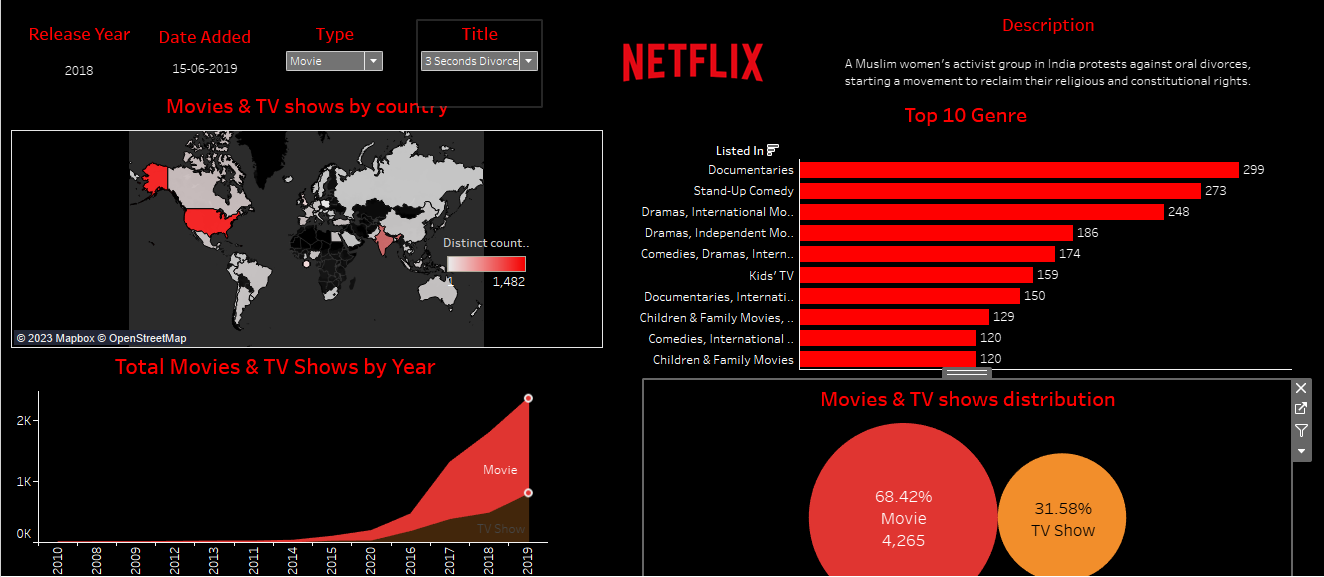 Release Year
2018
Date Added
15-06-2019
Type
Movie
Title
3 Seconds Divorce
NETFLIX
Description
A Muslim women's activist group in India protests against oral divorces,
starting a movement to reclaim their religious and constitutional rights.
Movies & TV shows by country
Distinct count..
1
1,482
© 2023 Mapbox © OpenStreetMap
Top 10 Genre
Listed In
Documentaries
299
Stand-Up Comedy
273
Dramas, International Mo..
248
Dramas, Independent Mo..
186
Comedies, Dramas, Intern..
174
Kids' TV
159
Documentaries, Internati..
150
Children & Family Movies, ..
129
Comedies, International ..
120
Children & Family Movies
120
Total Movies & TV Shows by Year
2K
1K
0K
Movie
TV Show
2010
2008
2009
2012
2013
2011
2014
2015
2020
2016
2017
2018
2019
Movies & TV shows distribution
68.42%
Movie
4,265
31.58%
TV Show